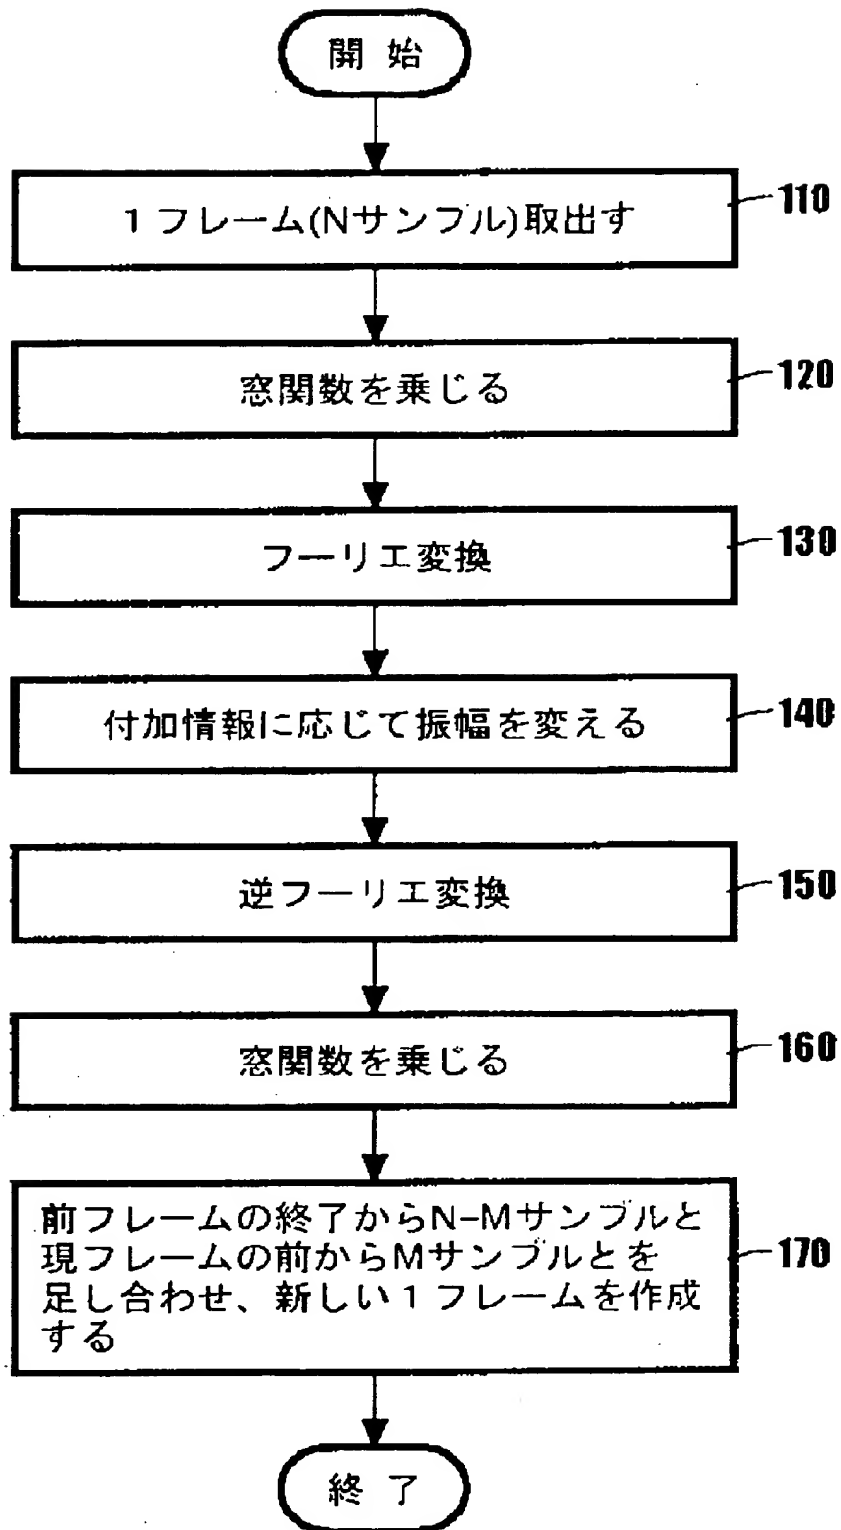 開始
1フレーム(Nサンプル)取出す
110
窓関数を乗じる
120
フーリエ変換
130
付加情報に応じて振幅を変える
140
逆フーリエ変換
150
窓関数を乗じる
160
前フレームの終了からN-Mサンプルと
現フレームの前からMサンプルとを
足し合わせ、新しい1フレームを作成
する
170
終了